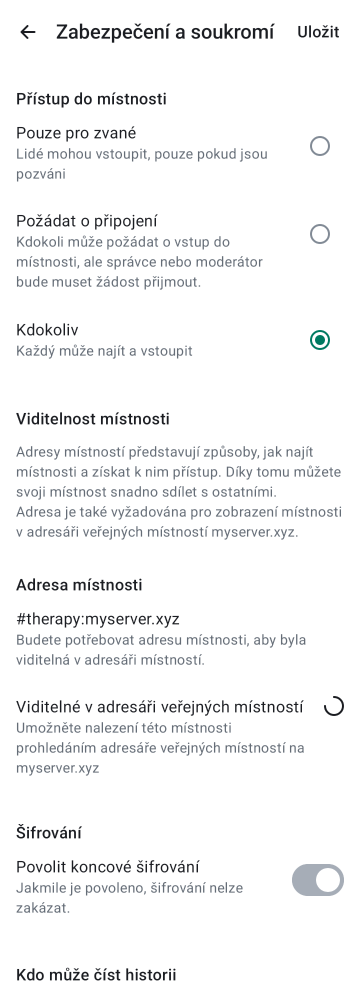 Zabezpečení a soukromí
Uložit
Přístup do místnosti
Pouze pro zvané
Lidé mohou vstoupit, pouze pokud jsou
pozváni
Požádat o připojení
Kdokoli může požádat o vstup do
místnosti, ale správce nebo moderátor
bude muset žádost přijmout.
Kdokoliv
Každý může najít a vstoupit
Viditelnost místnosti
Adresy místností představují způsoby, jak najít
místnosti a získat k nim přístup. Díky tomu můžete
svoji místnost snadno sdílet s ostatními.
Adresa je také vyžadována pro zobrazení místnosti
v adresáři veřejných místností myserver.xyz.
Adresa místnosti
#therapy:myserver.xyz
Budete potřebovat adresu místnosti, aby byla
viditelná v adresáři místností.
Viditelné v adresáři veřejných místností
Umožněte nalezení této místnosti
prohledáním adresáře veřejných místností na
myserver.xyz
Šifrování
Povolit koncové šifrování
Jakmile je povoleno, šifrování nelze
zakázat.
Kdo může číst historii